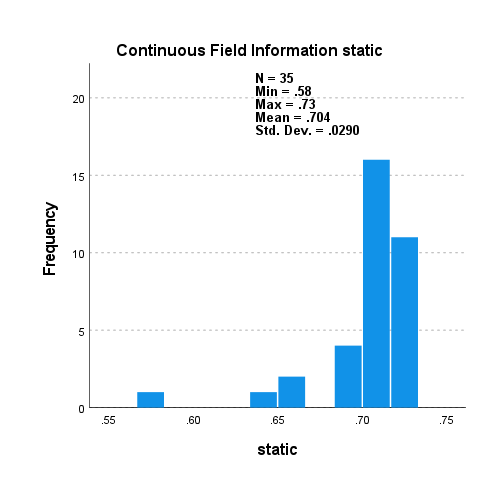 Continuous Field Information static
N = 35
Min = .58
Max = .73
Mean = .704
Std. Dev. = .0290
20
15
10
5
0
Frequency
.55 .60 .65 .70 .75
static